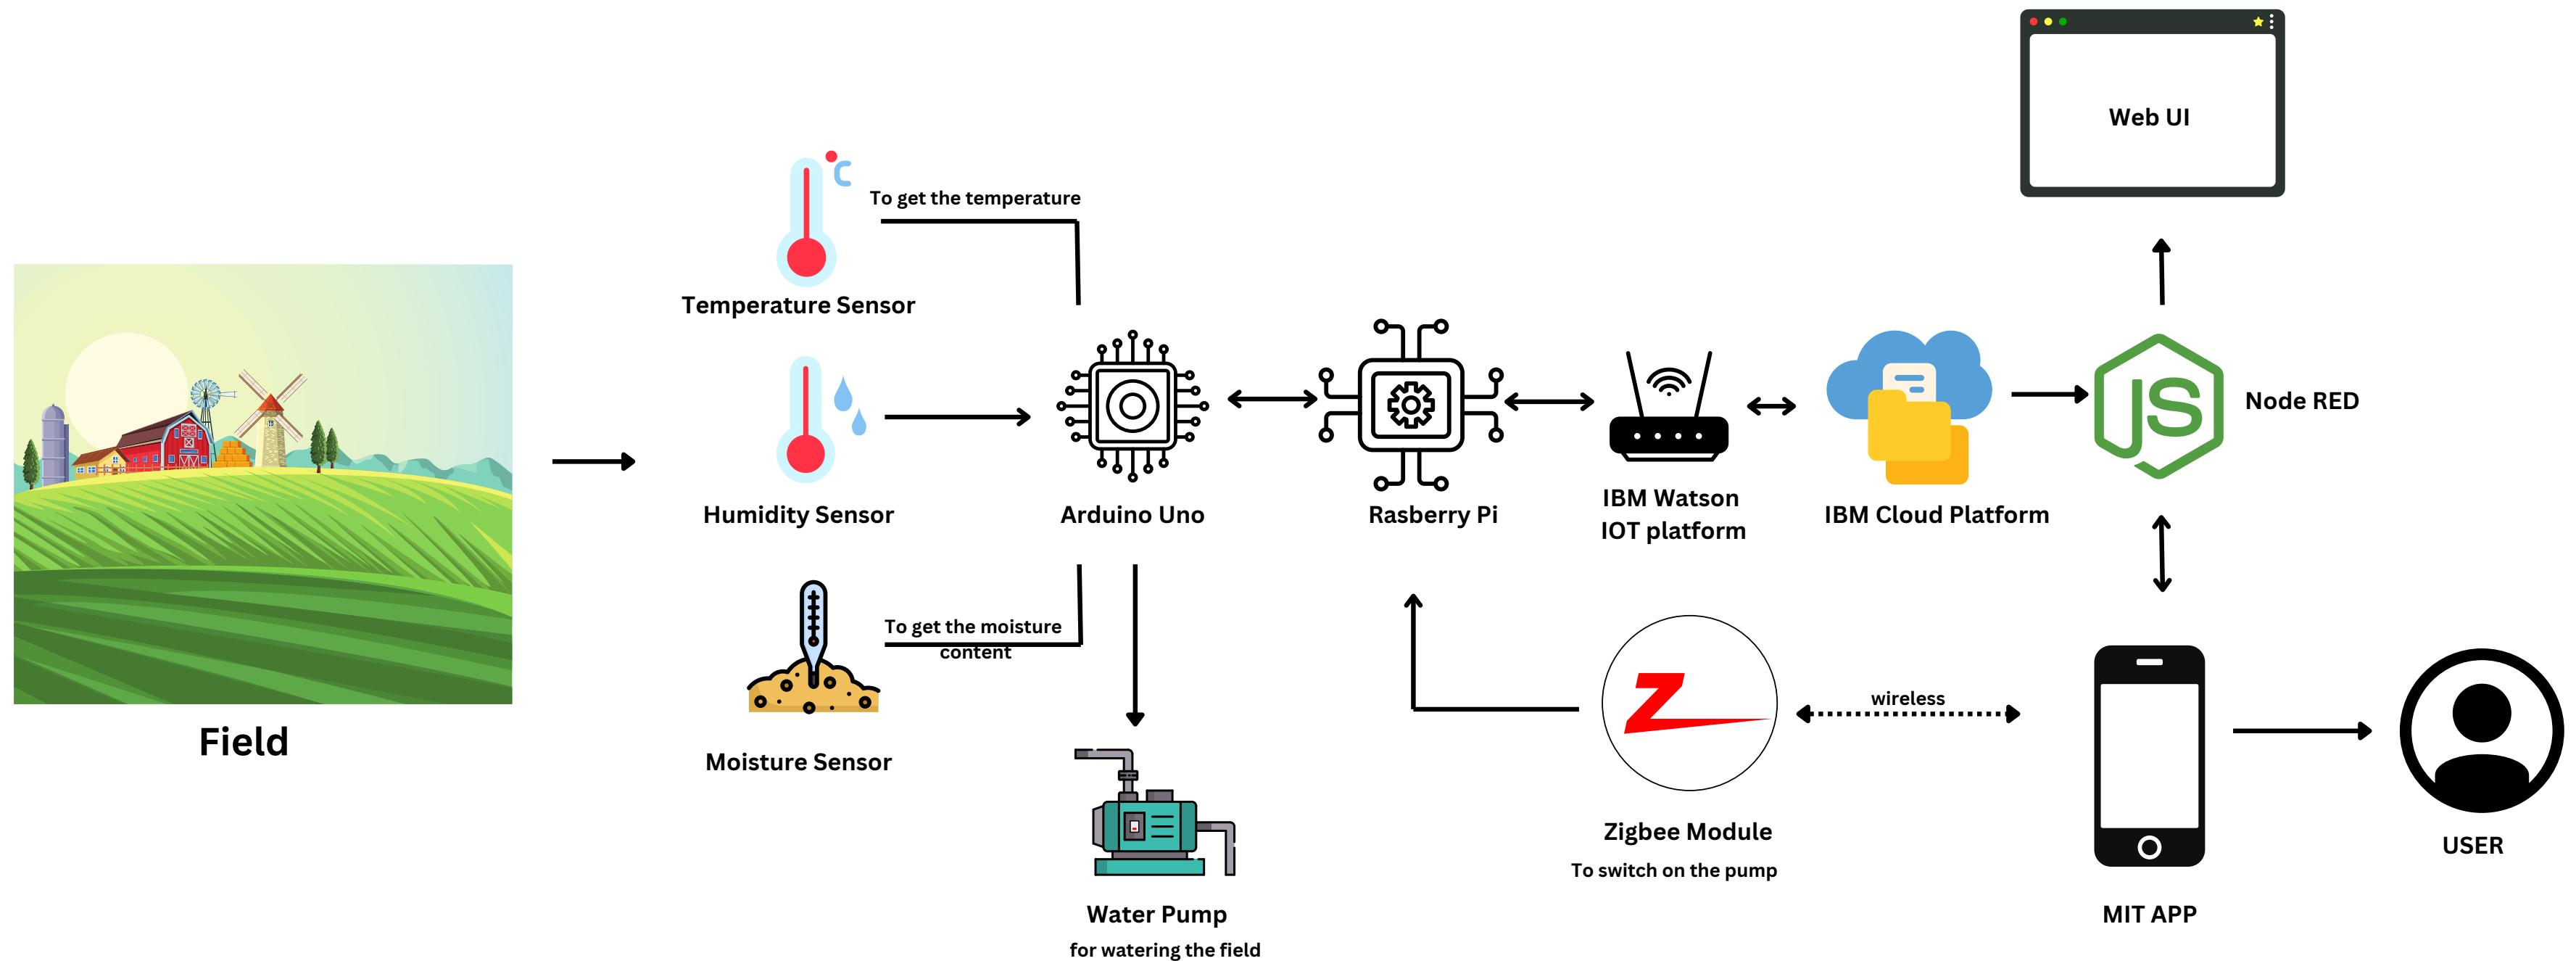 Web UI
°C
To get the temperature
Temperature Sensor
JS
Node RED
Humidity Sensor
Arduino Uno
Rasberry Pi
IBM Watson
IOT platform
IBM Cloud Platform
To get the moisture
content
wireless
Field
Moisture Sensor
Z
Zigbee Module
To switch on the pump
USER
Water Pump
for watering the field
MIT APP